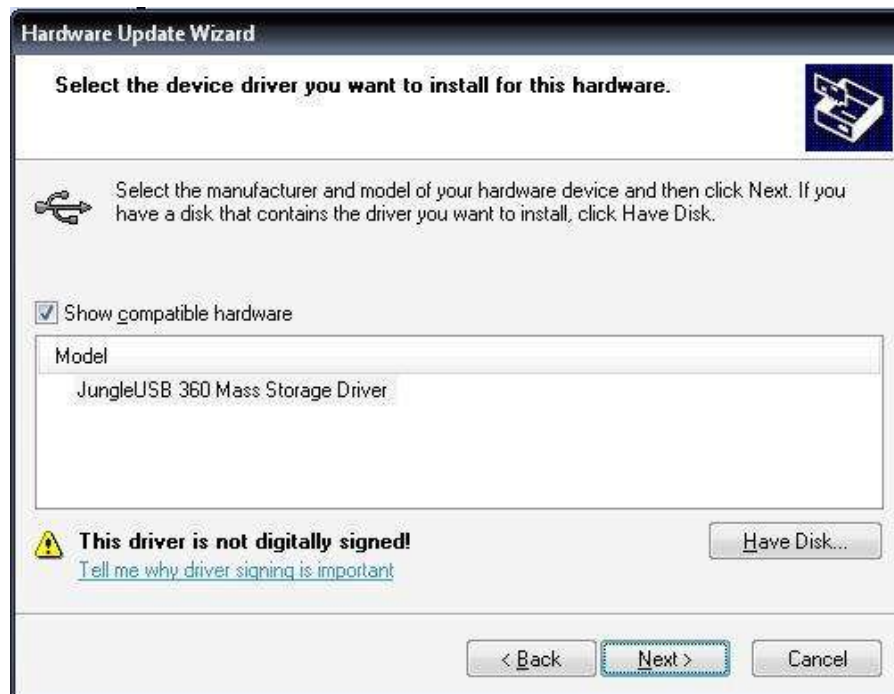 Hardware Update Wizard
Select the device driver you want to install for this hardware.
Select the manufacturer and model of your hardware device and then click Next. If you
have a disk that contains the driver you want to install, click Have Disk.
Show compatible hardware
Model
JungleUSB 360 Mass Storage Driver
This driver is not digitally signed!
Have Disk...
Tell me why driver signing is important
< Back
Next >
Cancel